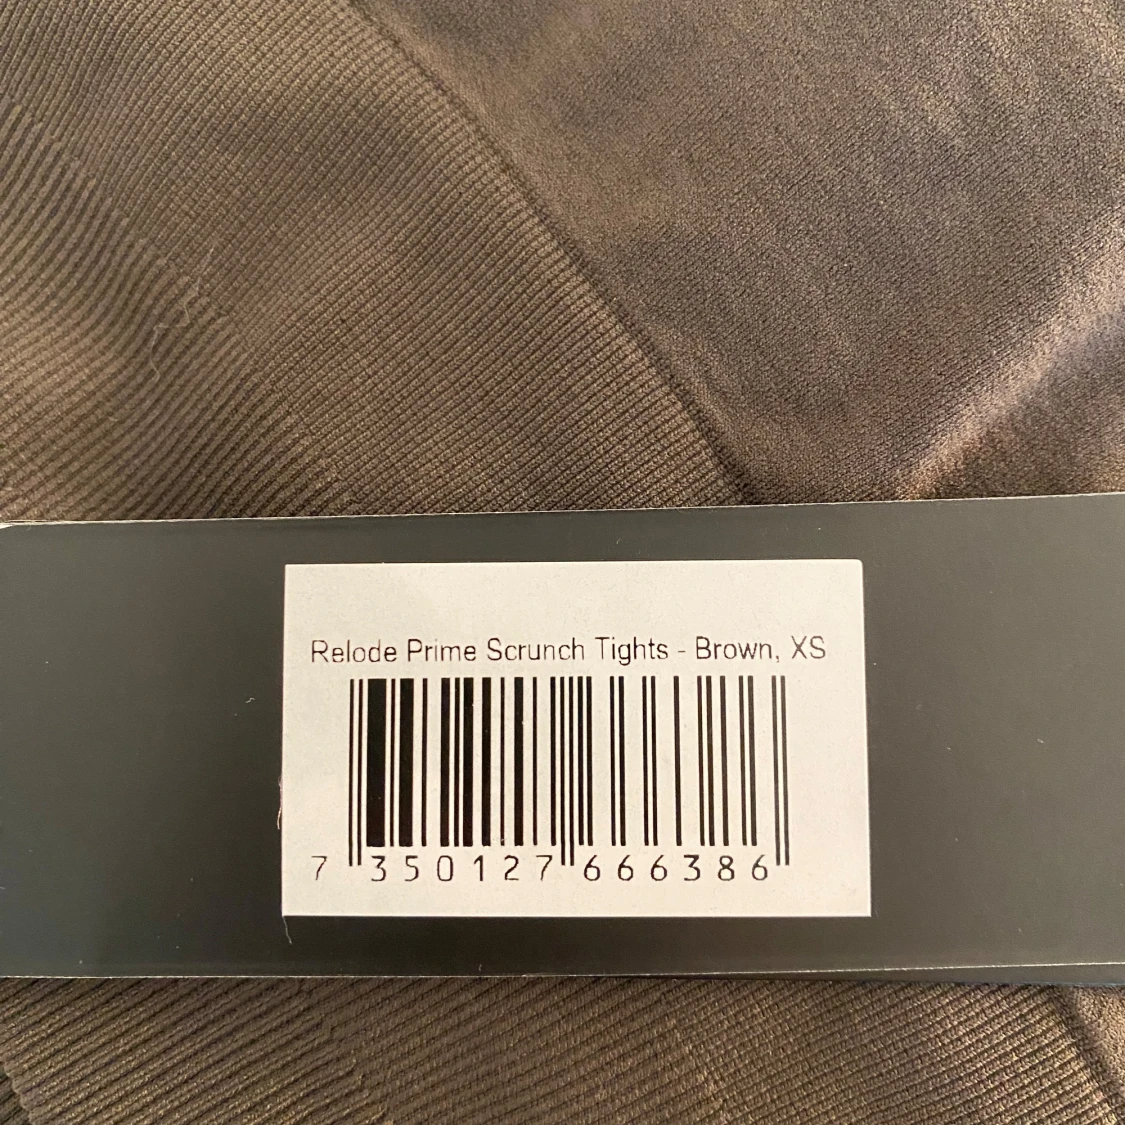 Relode Prime Scrunch Tights - Brown, XS
7 350127 666386